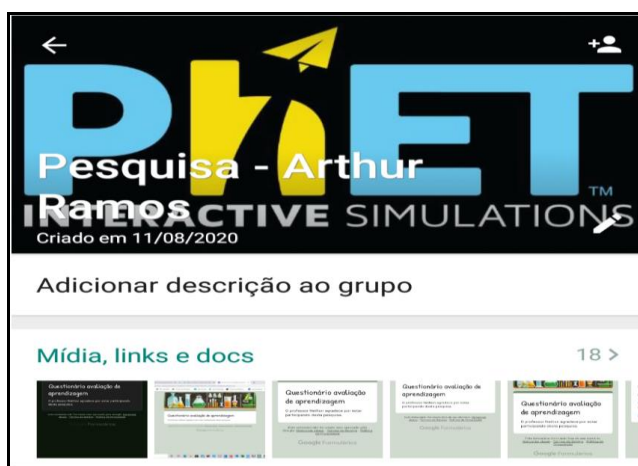 PhET
Pesquisa - Arthur
Ramos
INTERACTIVE SIMULATIONS
TM
Criado em 11/08/2020
Adicionar descrição ao grupo
Mídia, links e docs
18 >
Questionário avaliação de
aprendizagem
Questionário avaliação de aprendizagem
Questionário avaliação de
aprendizagem
Google Formulários
Questionário avaliação de
aprendizagem
Google Formulários
Questionário avaliação de
aprendizagem
Google Formulários